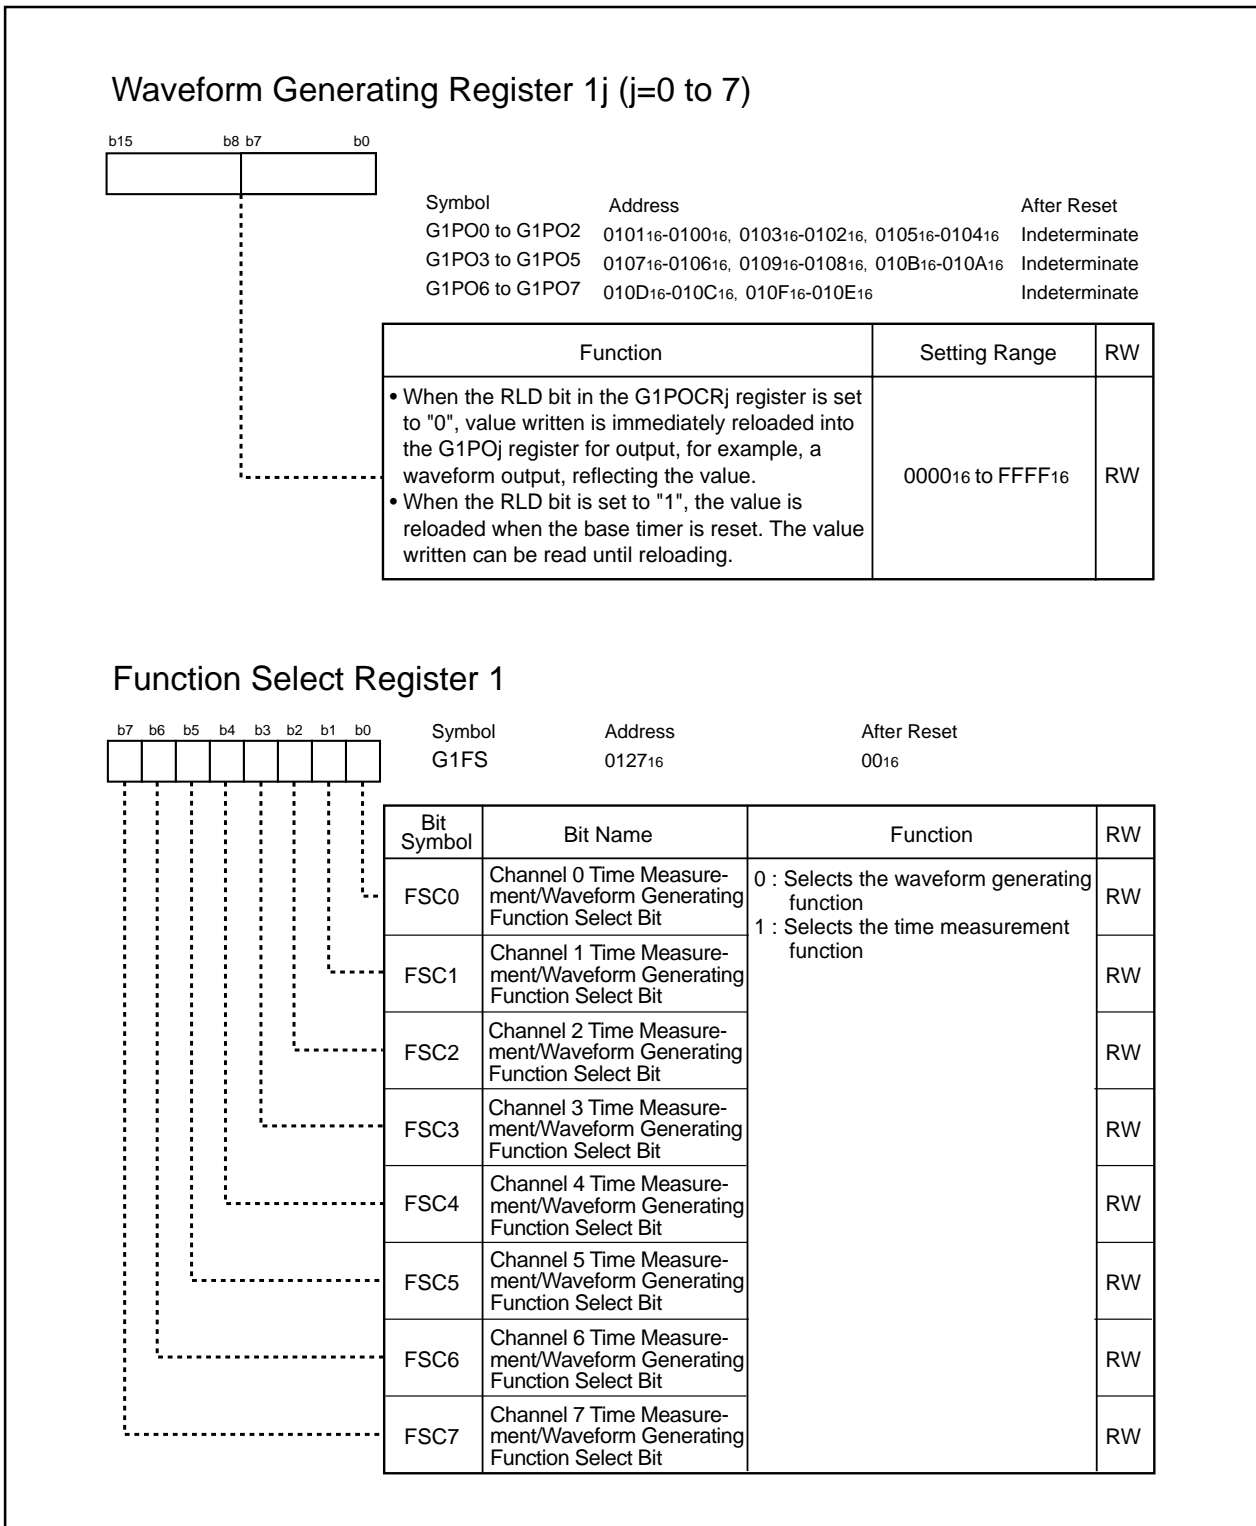 Waveform Generating Register 1j (j=0 to 7)
b15 b8 b7 b0
Symbol Address After Reset
G1PO0 to G1PO2 010116-010016, 010316-010216, 010516-010416 Indeterminate
G1PO3 to G1PO5 010716-010616, 010916-010816, 010B16-010A16 Indeterminate
G1PO6 to G1PO7 010D16-010C16, 010F16-010E16 Indeterminate
Function Setting Range RW
• When the RLD bit in the G1POCRj register is set
to "0", value written is immediately reloaded into
the G1POj register for output, for example, a
waveform output, reflecting the value.
• When the RLD bit is set to "1", the value is
reloaded when the base timer is reset. The value
written can be read until reloading.
000016 to FFFF16 RW
Function Select Register 1
b7 b6 b5 b4 b3 b2 b1 b0
Symbol Address After Reset
G1FS 012716 0016
Bit
Symbol
Bit Name Function RW
FSC0
Channel 0 Time Measure-
ment/Waveform Generating
Function Select Bit
0 : Selects the waveform generating
function
1 : Selects the time measurement
function
RW
FSC1
Channel 1 Time Measure-
ment/Waveform Generating
Function Select Bit
RW
FSC2
Channel 2 Time Measure-
ment/Waveform Generating
Function Select Bit
RW
FSC3
Channel 3 Time Measure-
ment/Waveform Generating
Function Select Bit
RW
FSC4
Channel 4 Time Measure-
ment/Waveform Generating
Function Select Bit
RW
FSC5
Channel 5 Time Measure-
ment/Waveform Generating
Function Select Bit
RW
FSC6
Channel 6 Time Measure-
ment/Waveform Generating
Function Select Bit
RW
FSC7
Channel 7 Time Measure-
ment/Waveform Generating
Function Select Bit
RW